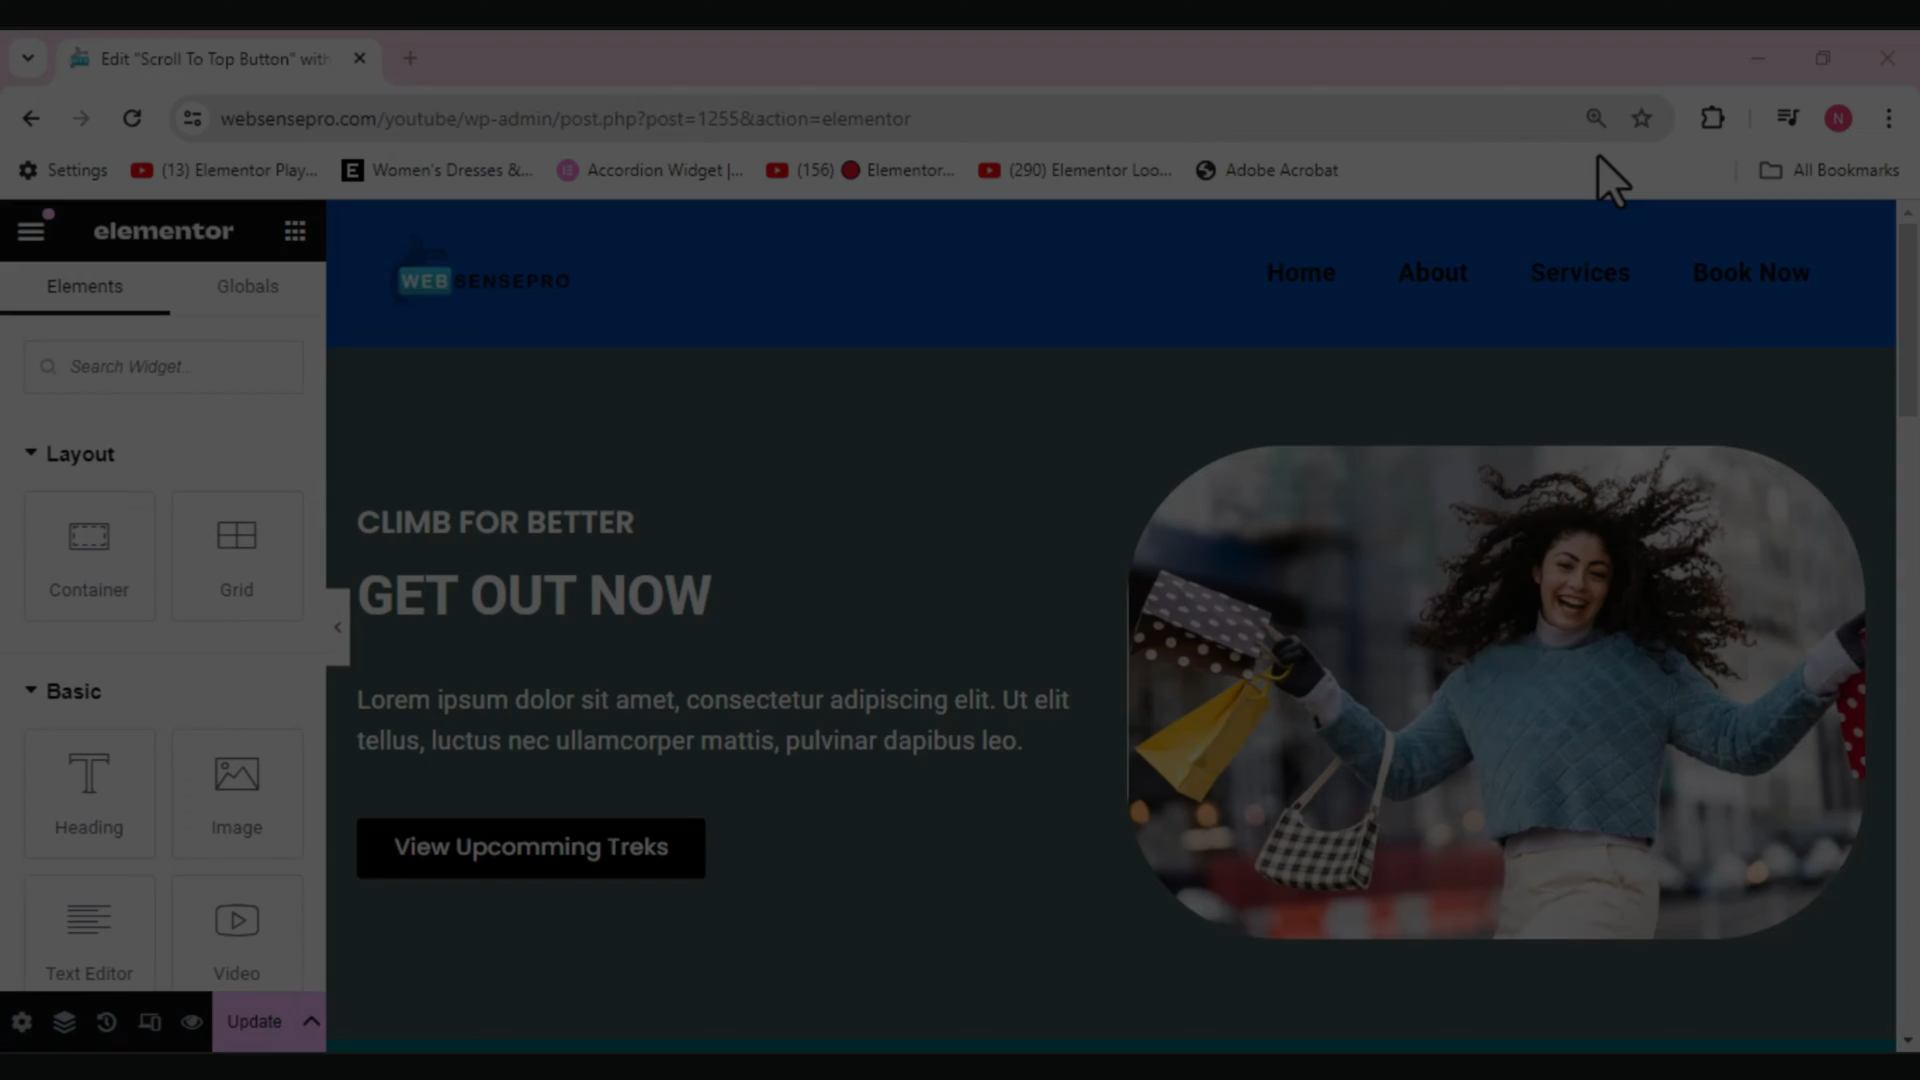 Edit "Scroll To Top Button" with
websensepro.com/youtube/wp-admin/post.php?post=1255&action=elementor
N
Settings
(13) Elementor Play...
E
Women's Dresses &...
Accordion Widget |...
(156)
Elementor...
(290) Elementor Loo...
Adobe Acrobat
All Bookmarks
elementor
Elements
Globals
Search Widget...
Layout
Container
Grid
Basic
Heading
Image
Text Editor
Video
Update
WEBSENSEPRO
Home
About
Services
Book Now
CLIMB FOR BETTER
GET OUT NOW
Lorem ipsum dolor sit amet, consectetur adipiscing elit. Ut elit
tellus, luctus nec ullamcorper mattis, pulvinar dapibus leo.
View Upcomming Treks